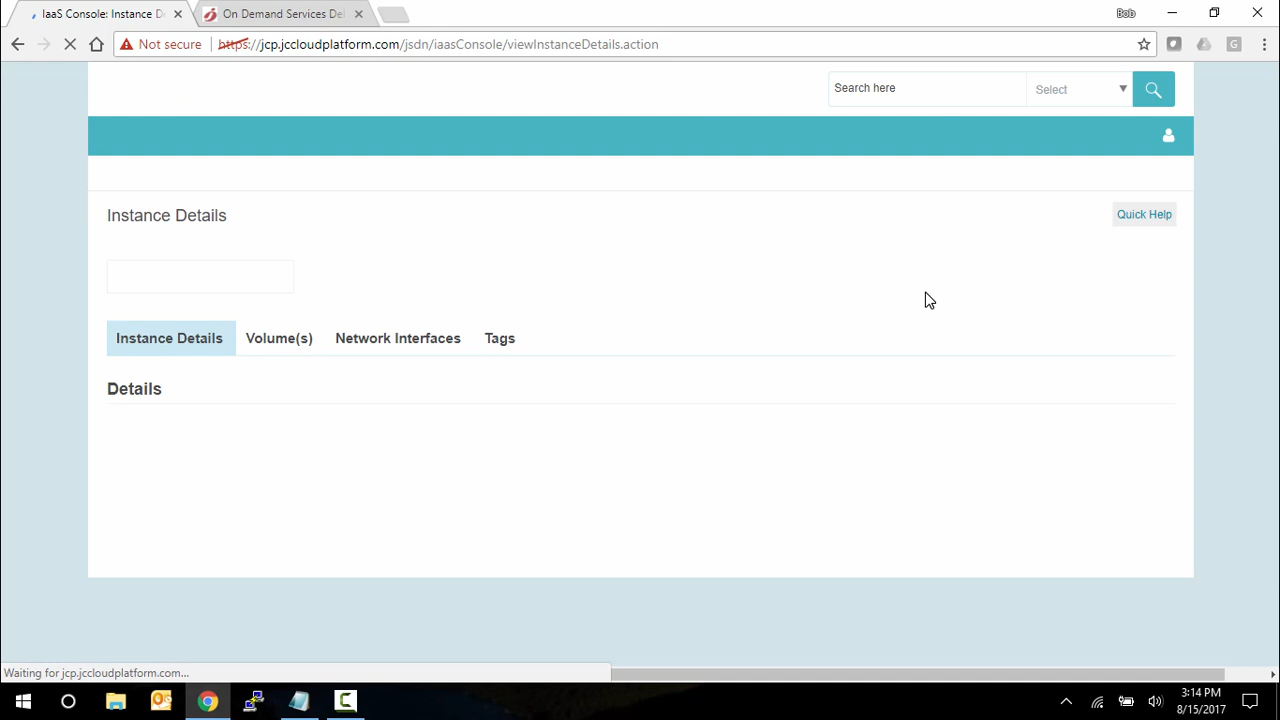 IaaS Console: Instance D
On Demand Services Del
Bob
Not secure
https://jcp.jccloudplatform.com/jsdn/iaasConsole/viewInstanceDetails.action
G
Search here
Select
Instance Details
Quick Help
Instance Details
Volume(s)
Network Interfaces
Tags
Details
Waiting for jcp.jccloudplatform.com...
3:14 PM
8/15/2017